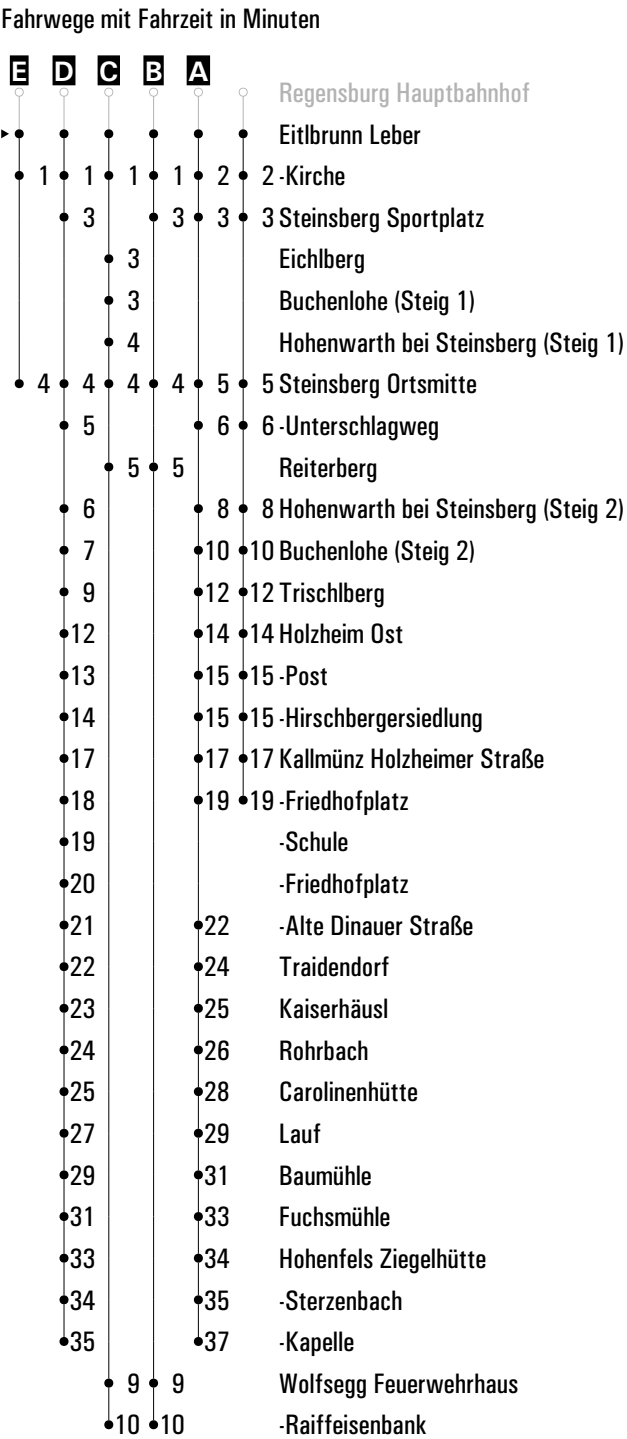 Fahrwege mit Fahrzeit in Minuten
E D C B A
Regensburg Hauptbahnhof
Eitlbrunn Leber
1 1 1 1 2 2 -Kirche
3 3 3 3 Steinsberg Sportplatz
3 Eichlberg
3 Buchenlohe (Steig 1)
4 Hohenwarth bei Steinsberg (Steig 1)
4 4 4 4 5 5 Steinsberg Ortsmitte
5 6 6 -Unterschlagweg
5 5 Reiterberg
6 8 8 Hohenwarth bei Steinsberg (Steig 2)
7 10 10 Buchenlohe (Steig 2)
9 12 12 Trischlberg
12 14 14 Holzheim Ost
13 15 15 -Post
14 15 15 -Hirschbergersiedlung
17 17 17 Kallmünz Holzheimer Straße
18 19 19 -Friedhofplatz
19 -Schule
20 -Friedhofplatz
21 22 -Alte Dinauer Straße
22 24 Traidendorf
23 25 Kaiserhäusl
24 26 Rohrbach
25 28 Carolinenhütte
27 29 Lauf
29 31 Baumühle
31 33 Fuchsmühle
33 34 Hohenfels Ziegelhütte
34 35 -Sterzenbach
35 37 -Kapelle
9 9 Wolfsegg Feuerwehrhaus
10 10 -Raiffeisenbank